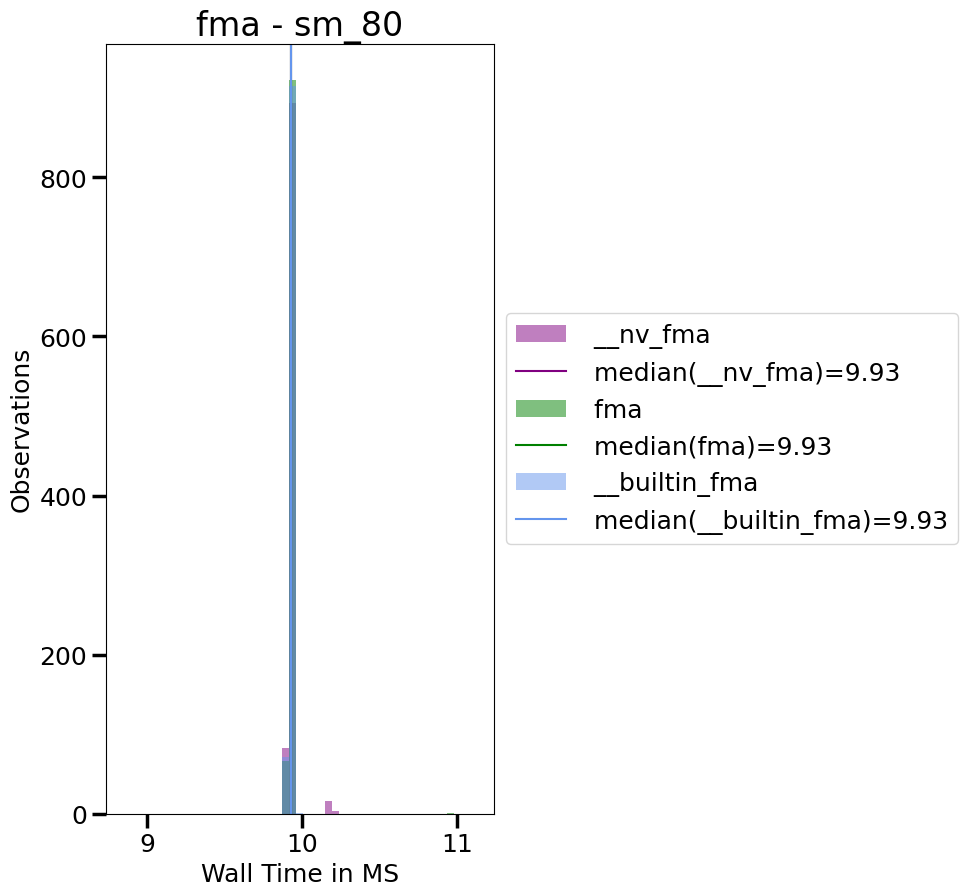 fma - sm_80
800
600
400
200
0
Observations
9 10 11
Wall Time in MS
__nv_fma
median(__nv_fma)=9.93
fma
median(fma)=9.93
__builtin_fma
median(__builtin_fma)=9.93